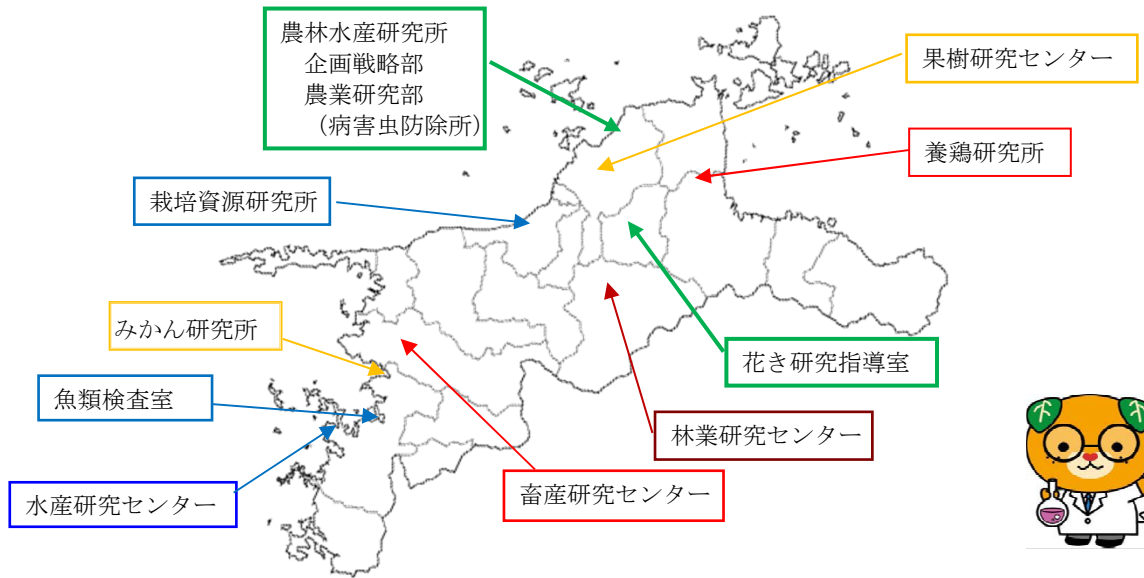 農林水産研究所
企画戦略部
農業研究部
（病害虫防除所）
果樹研究センター
養鶏研究所
栽培資源研究所
みかん研究所
花き研究指導室
魚類検査室
林業研究センター
水産研究センター
畜産研究センター